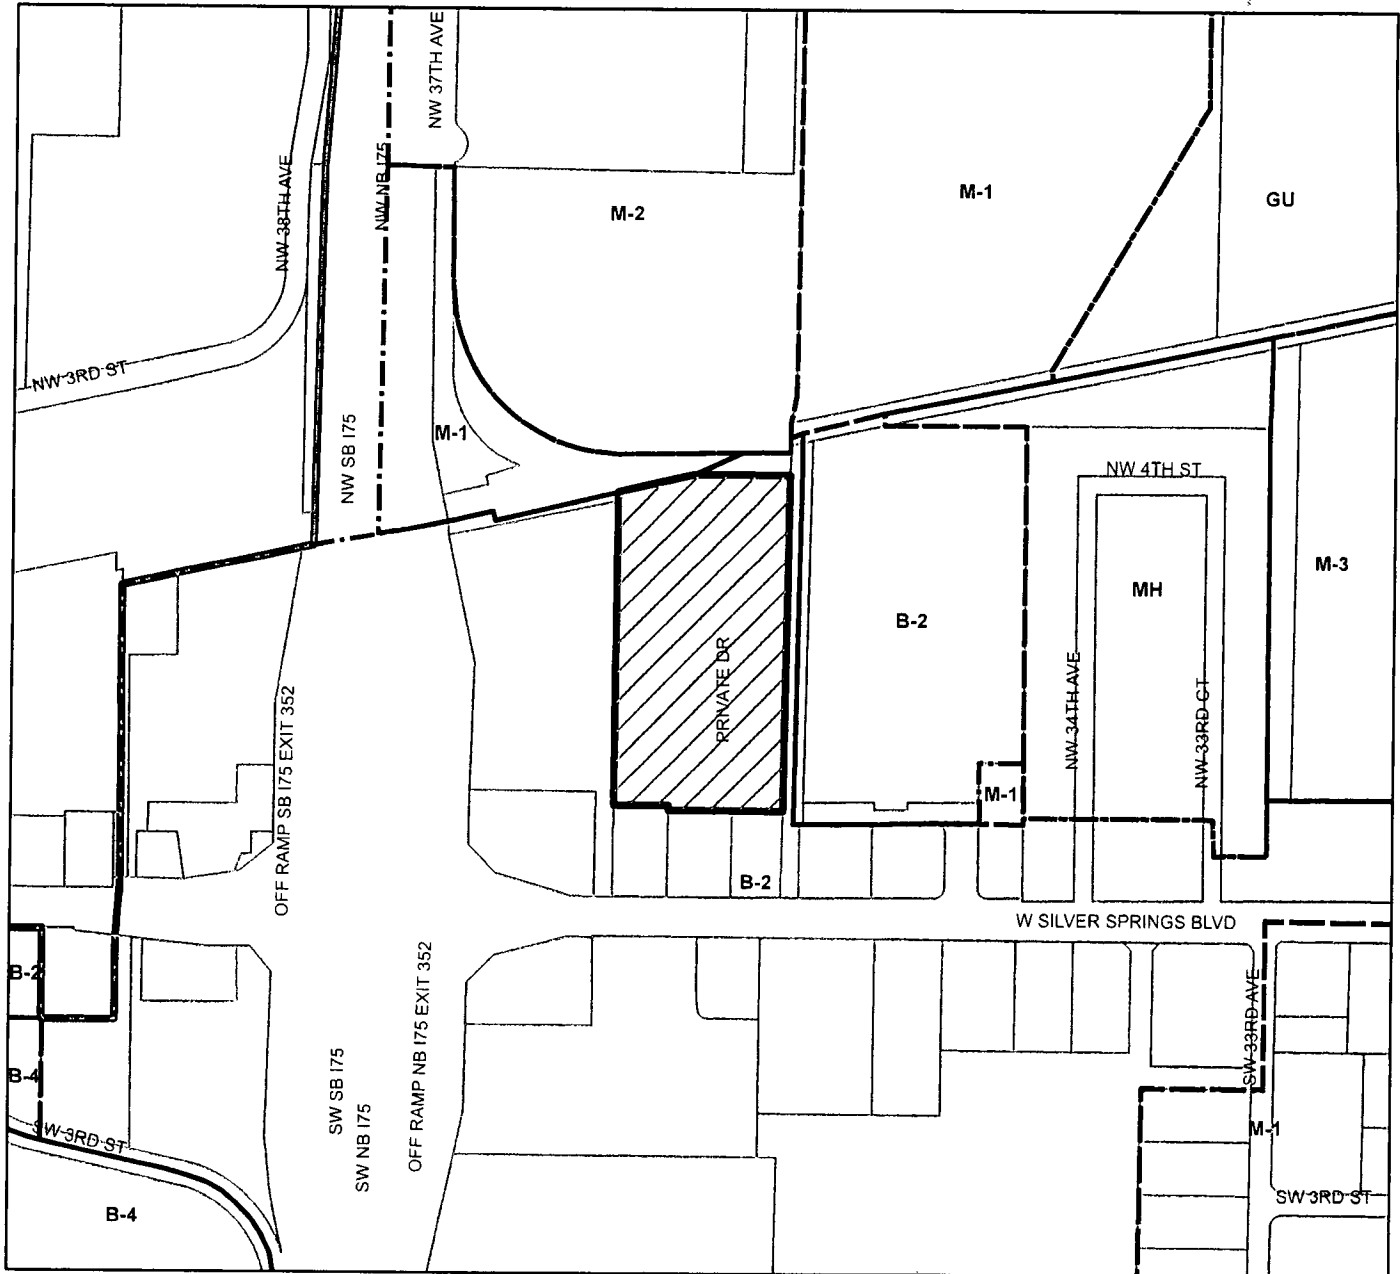 NW 37TH AVE
NW 38TH AVE
NW NB I75
M-2
M-1
GU
NW 3RD ST
NW SB I75
M-1
NW 4TH ST
M-3
MH
B-2
PRIVATE DR
NW 34TH AVE
NW 33RD CT
OFF RAMP SB I75 EXIT 352
M-1
B-2
W SILVER SPRINGS BLVD
B-2
OFF RAMP NB I75 EXIT 352
SW 33RD AVE
SW SB I75
SW NB I75
B-4
SW 3RD ST
M-1
SW 3RD ST
B-4